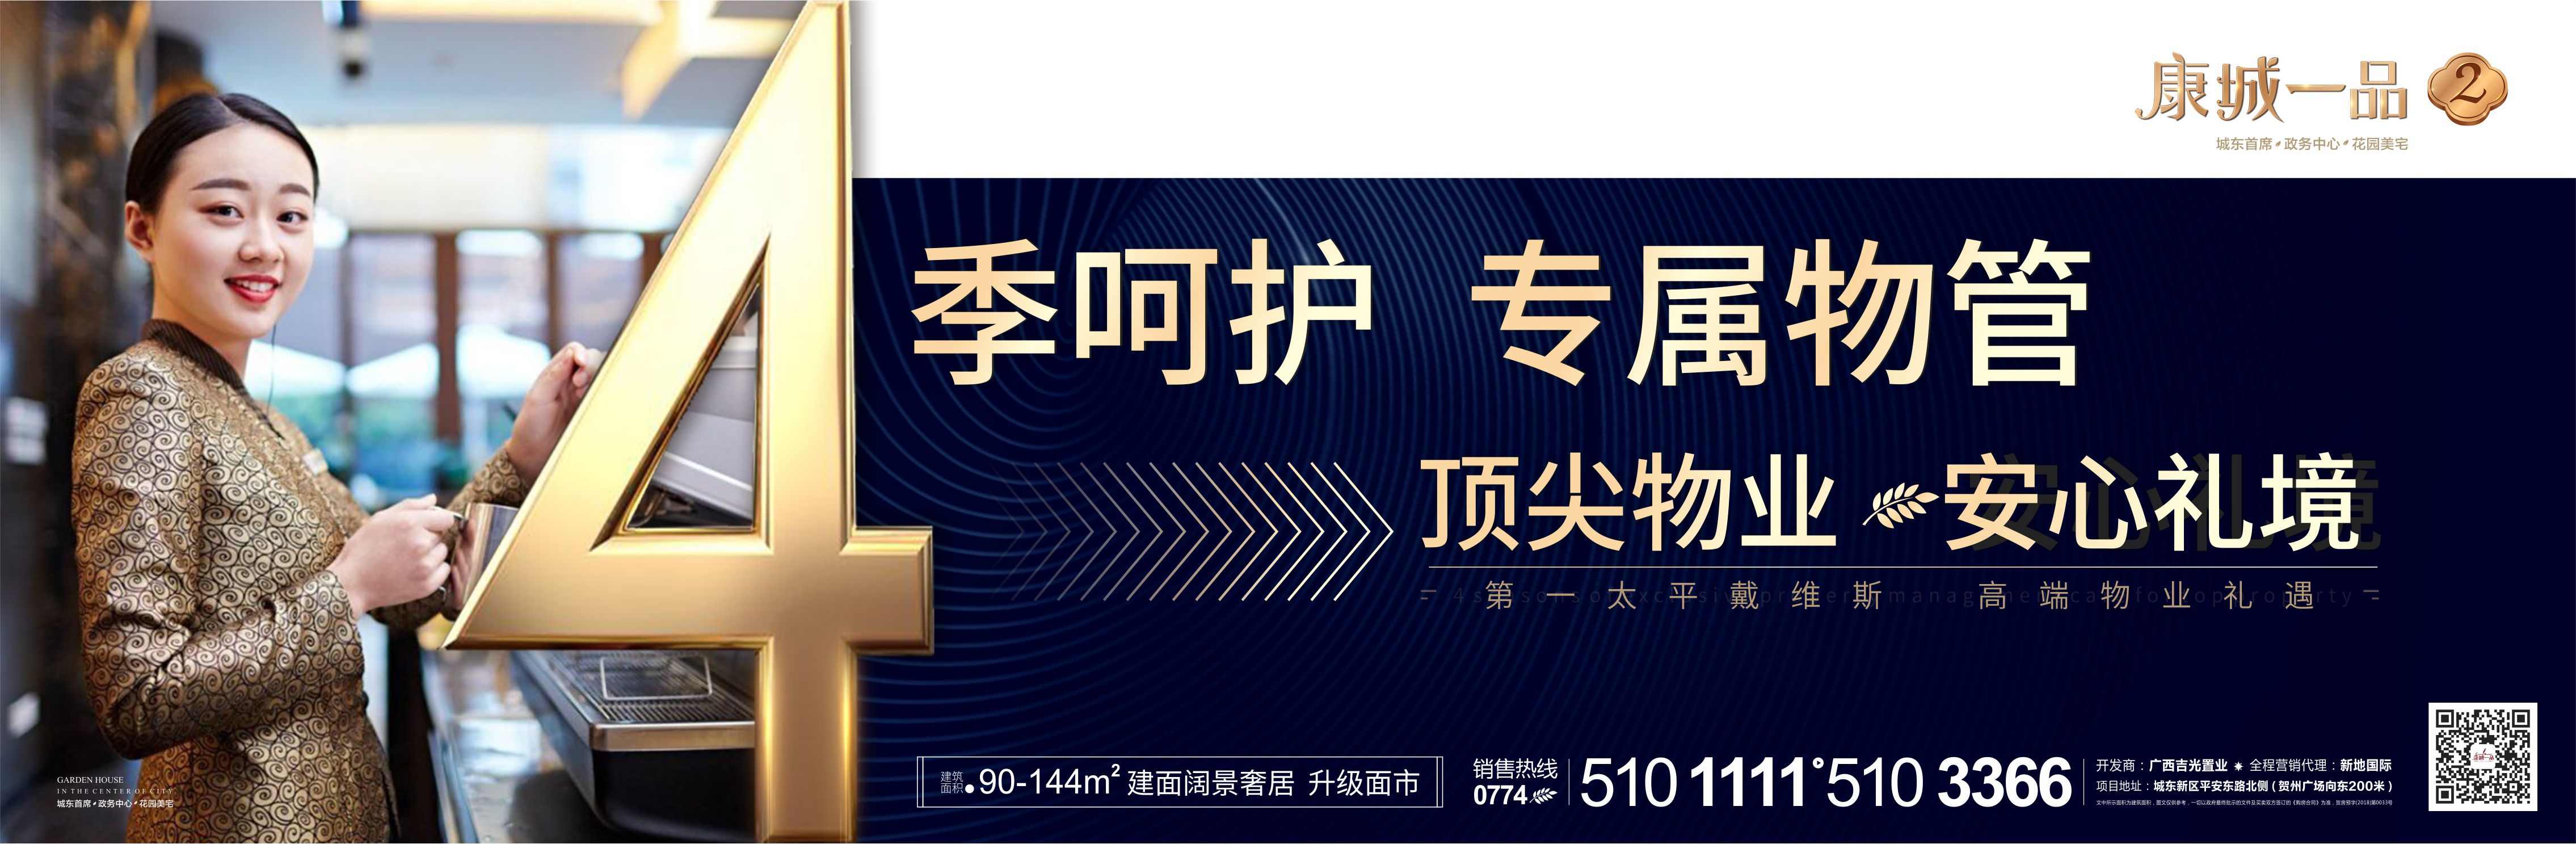 康城一品 2
城东首席 政务中心 花园美宅
4季呵护 专属物管
顶尖物业 安心礼境
第一太平戴维斯 高端物业礼遇
GARDEN HOUSE
IN THE CENTER OF CITY
城东首席 政务中心 花园美宅
建筑面积 90-144m² 建面阔景奢居 升级面市
销售热线 0774 510 1111 510 3366
开发商：广西吉光置业 全程营销代理：新地国际
项目地址：城东新区平安东路北侧（贺州广场向东200米）